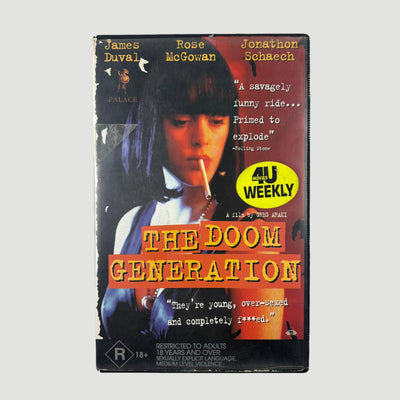 James Rose Jonathon
Duval McGowan Schaech
PALACE
"A savagely
funny ride...
Primed to
explode"
-Rolling Stone
4U
MOVIES
WEEKLY
A film by GREG ARAKI
THE DOOM
GENERATION
"They're young, over-sexed
and completely f***ed."
R 18+
RESTRICTED TO ADULTS
18 YEARS AND OVER
SEXUALLY EXPLICIT LANGUAGE,
MEDIUM LEVEL VIOLENCE